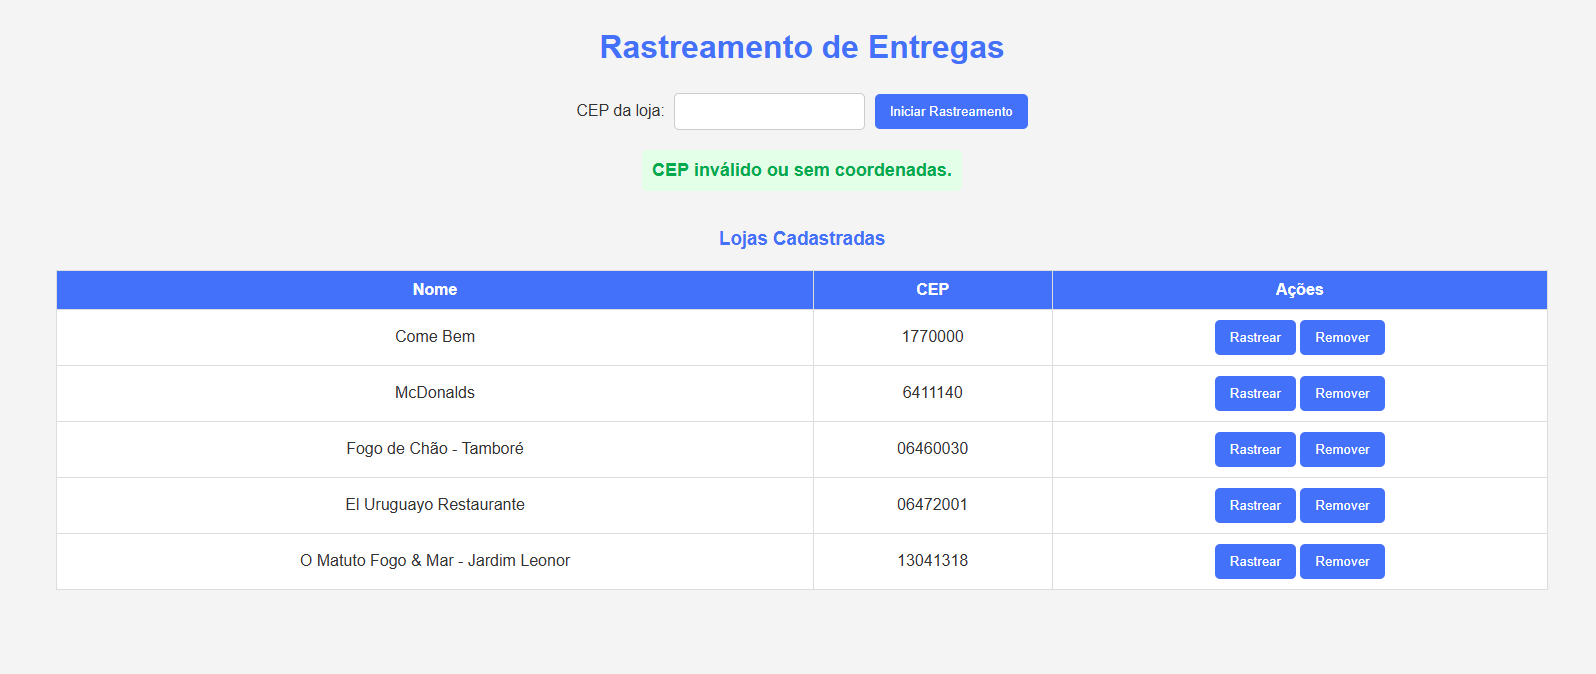 Rastreamento de Entregas
CEP da loja: Iniciar Rastreamento
CEP inválido ou sem coordenadas.
Lojas Cadastradas
Nome CEP Ações
Come Bem 1770000 Rastrear Remover
McDonalds 6411140 Rastrear Remover
Fogo de Chão - Tamboré 06460030 Rastrear Remover
El Uruguayo Restaurante 06472001 Rastrear Remover
O Matuto Fogo & Mar - Jardim Leonor 13041318 Rastrear Remover